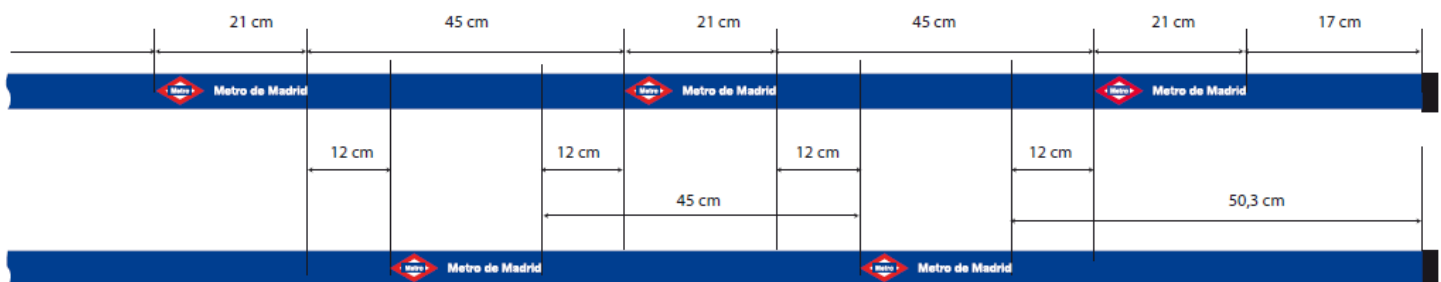 21 cm 45 cm 21 cm 45 cm 21 cm 17 cm
Metro Metro de Madrid Metro Metro de Madrid Metro Metro de Madrid
12 cm 12 cm 12 cm 12 cm
45 cm 50,3 cm
Metro Metro de Madrid Metro Metro de Madrid